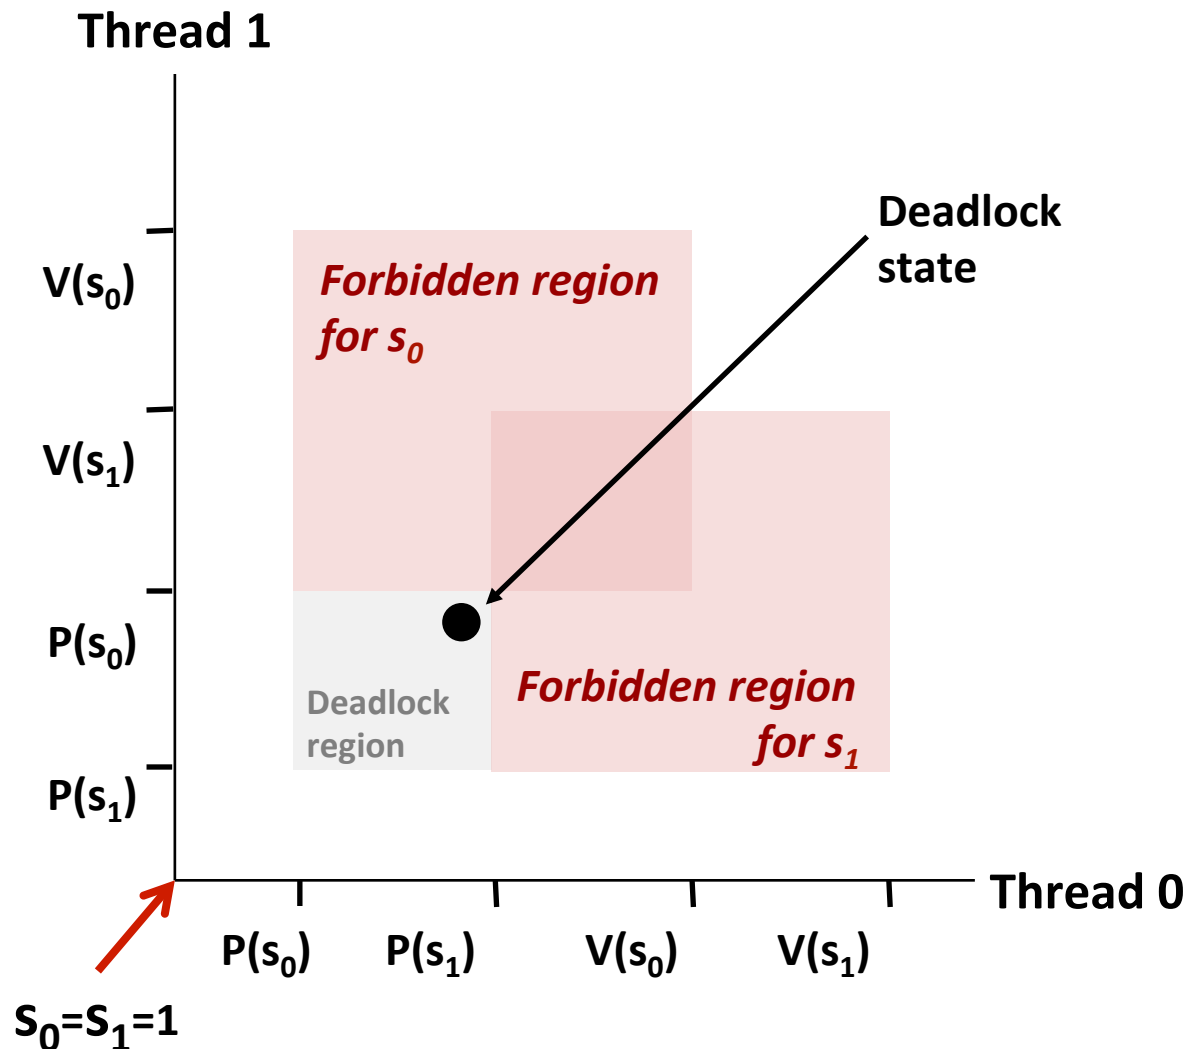 Thread 1
Deadlock
state
V(s₀)
Forbidden region
for s₀
V(s₁)
P(s₀)
Forbidden region
for s₁
Deadlock
region
P(s₁)
Thread 0
P(s₀) P(s₁) V(s₀) V(s₁)
s₀=s₁=1